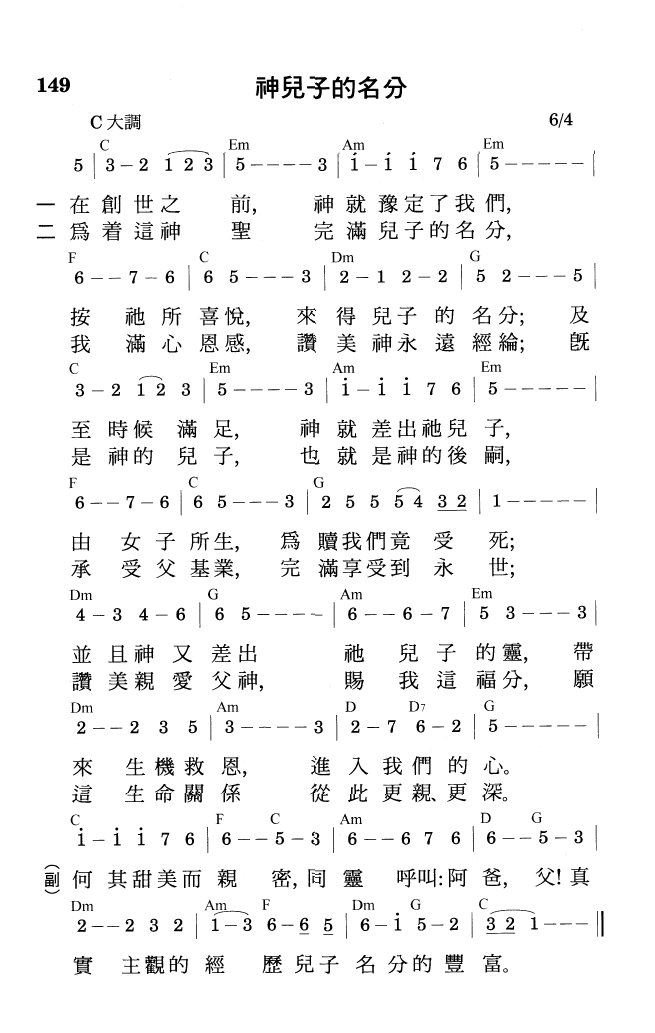 149 神兒子的名分
C 大調 6/4
C Em Am Em
5 | 3 – 2 1 2 3 | 5 – – – – 3 | i – i i 7 6 | 5 – – – – – |
一 在 創 世 之 前, 神 就 豫 定 了 我 們,
二 爲 着 這 神 聖 完 滿 兒 子 的 名 分,
F C Dm G
6 – – 7 – 6 | 6 5 – – – 3 | 2 – 1 2 – 2 | 5 2 – – – 5 |
按 祂 所 喜 悅, 來 得 兒 子 的 名 分; 及
我 滿 心 恩 感, 讚 美 神 永 遠 經 綸; 旣
C Em Am Em
3 – 2 1 2 3 | 5 – – – – 3 | i – i i 7 6 | 5 – – – – – |
至 時 候 滿 足, 神 就 差 出 祂 兒 子,
是 神 的 兒 子, 也 就 是 神 的 後 嗣,
F C G
6 – – 7 – 6 | 6 5 – – – 3 | 2 5 5 5 4 3 2 | 1 – – – – – |
由 女 子 所 生, 爲 贖 我 們 竟 受 死;
承 受 父 基 業, 完 滿 享 受 到 永 世;
Dm G Am Em
4 – 3 4 – 6 | 6 5 – – – – | 6 – – 6 – 7 | 5 3 – – – 3 |
並 且 神 又 差 出 祂 兒 子 的 靈, 帶
讚 美 親 愛 父 神, 賜 我 這 福 分, 願
Dm Am D D7 G
2 – – 2 3 5 | 3 – – – – 3 | 2 – 7 6 – 2 | 5 – – – – – |
來 生 機 救 恩, 進 入 我 們 的 心。
這 生 命 關 係 從 此 更 親、更 深。
C F C Am D G
i – i i 7 6 | 6 – – 5 – 3 | 6 – – 6 7 6 | 6 – – 5 – 3 |
(副) 何 其 甜 美 而 親 密, 同 靈 呼 叫: 阿 爸, 父! 真
Dm Am F Dm G C
2 – – 2 3 2 | 1 – 3 6 – 6 5 | 6 – i 5 – 2 | 3 2 1 – – – ‖
實 主 觀 的 經 歷 兒 子 名 分 的 豐 富。